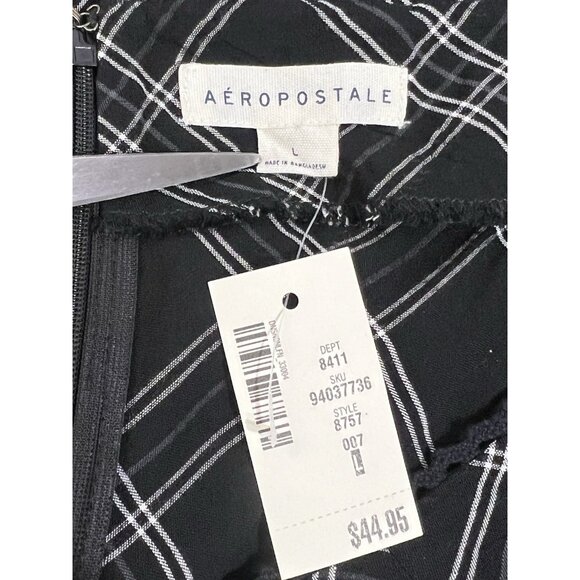 AÉROPOSTALE
L
MADE IN BANGLADESH
DEPT
8411
SKU
94037736
STYLE
8757
007
L
$44.95